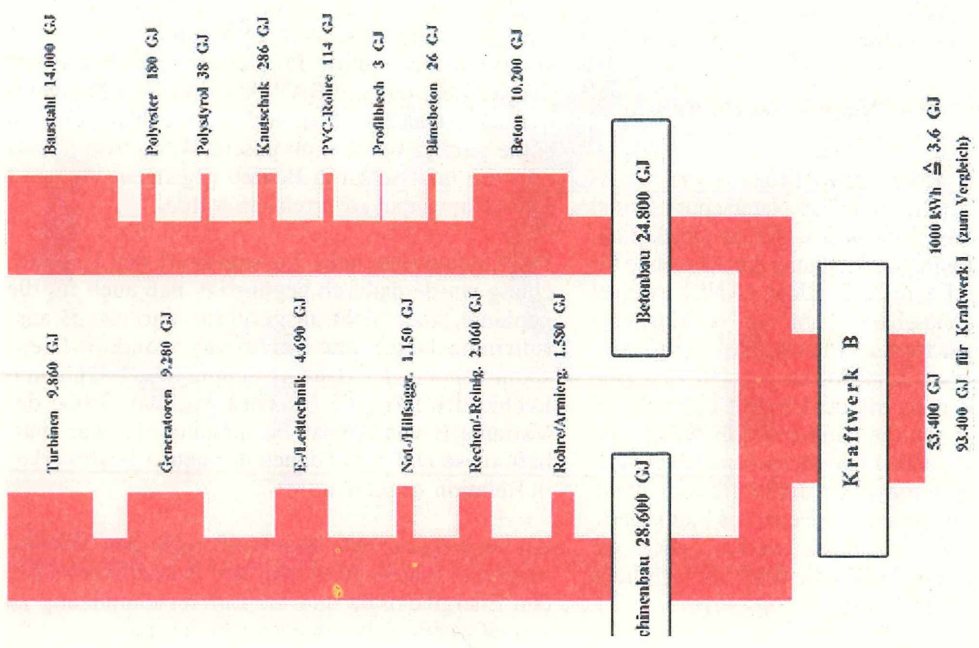 Baustahl 14.000 GJ
Polyester 180 GJ
Polystyrol 38 GJ
Kautschuk 286 GJ
PVC-Rohre 114 GJ
Profilblech 3 GJ
Bimsbeton 26 GJ
Beton 10.200 GJ
Betonbau 24.800 GJ
Turbinen 9.860 GJ
Generatoren 9.280 GJ
E-/Leittechnik 4.690 GJ
Not-/Hilfsaggr. 1.150 GJ
Rechen-Reinig. 2.060 GJ
Rohre/Armierg. 1.580 GJ
chinenbau 28.600 GJ
Kraftwerk B
53.400 GJ 1000 kWh ≙ 3.6 GJ
93.400 GJ für Kraftwerk I (zum Vergleich)